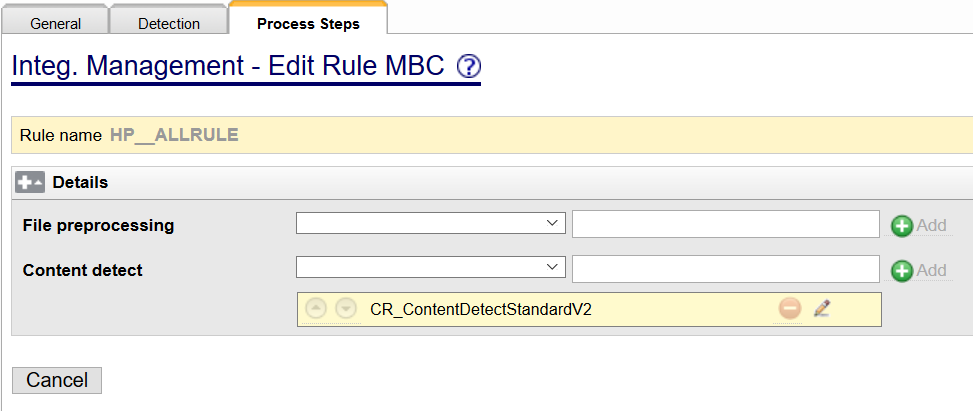 General Detection Process Steps
Integ. Management - Edit Rule MBC ?
Rule name HP__ALLRULE
Details
File preprocessing Add
Content detect Add
CR_ContentDetectStandardV2
Cancel